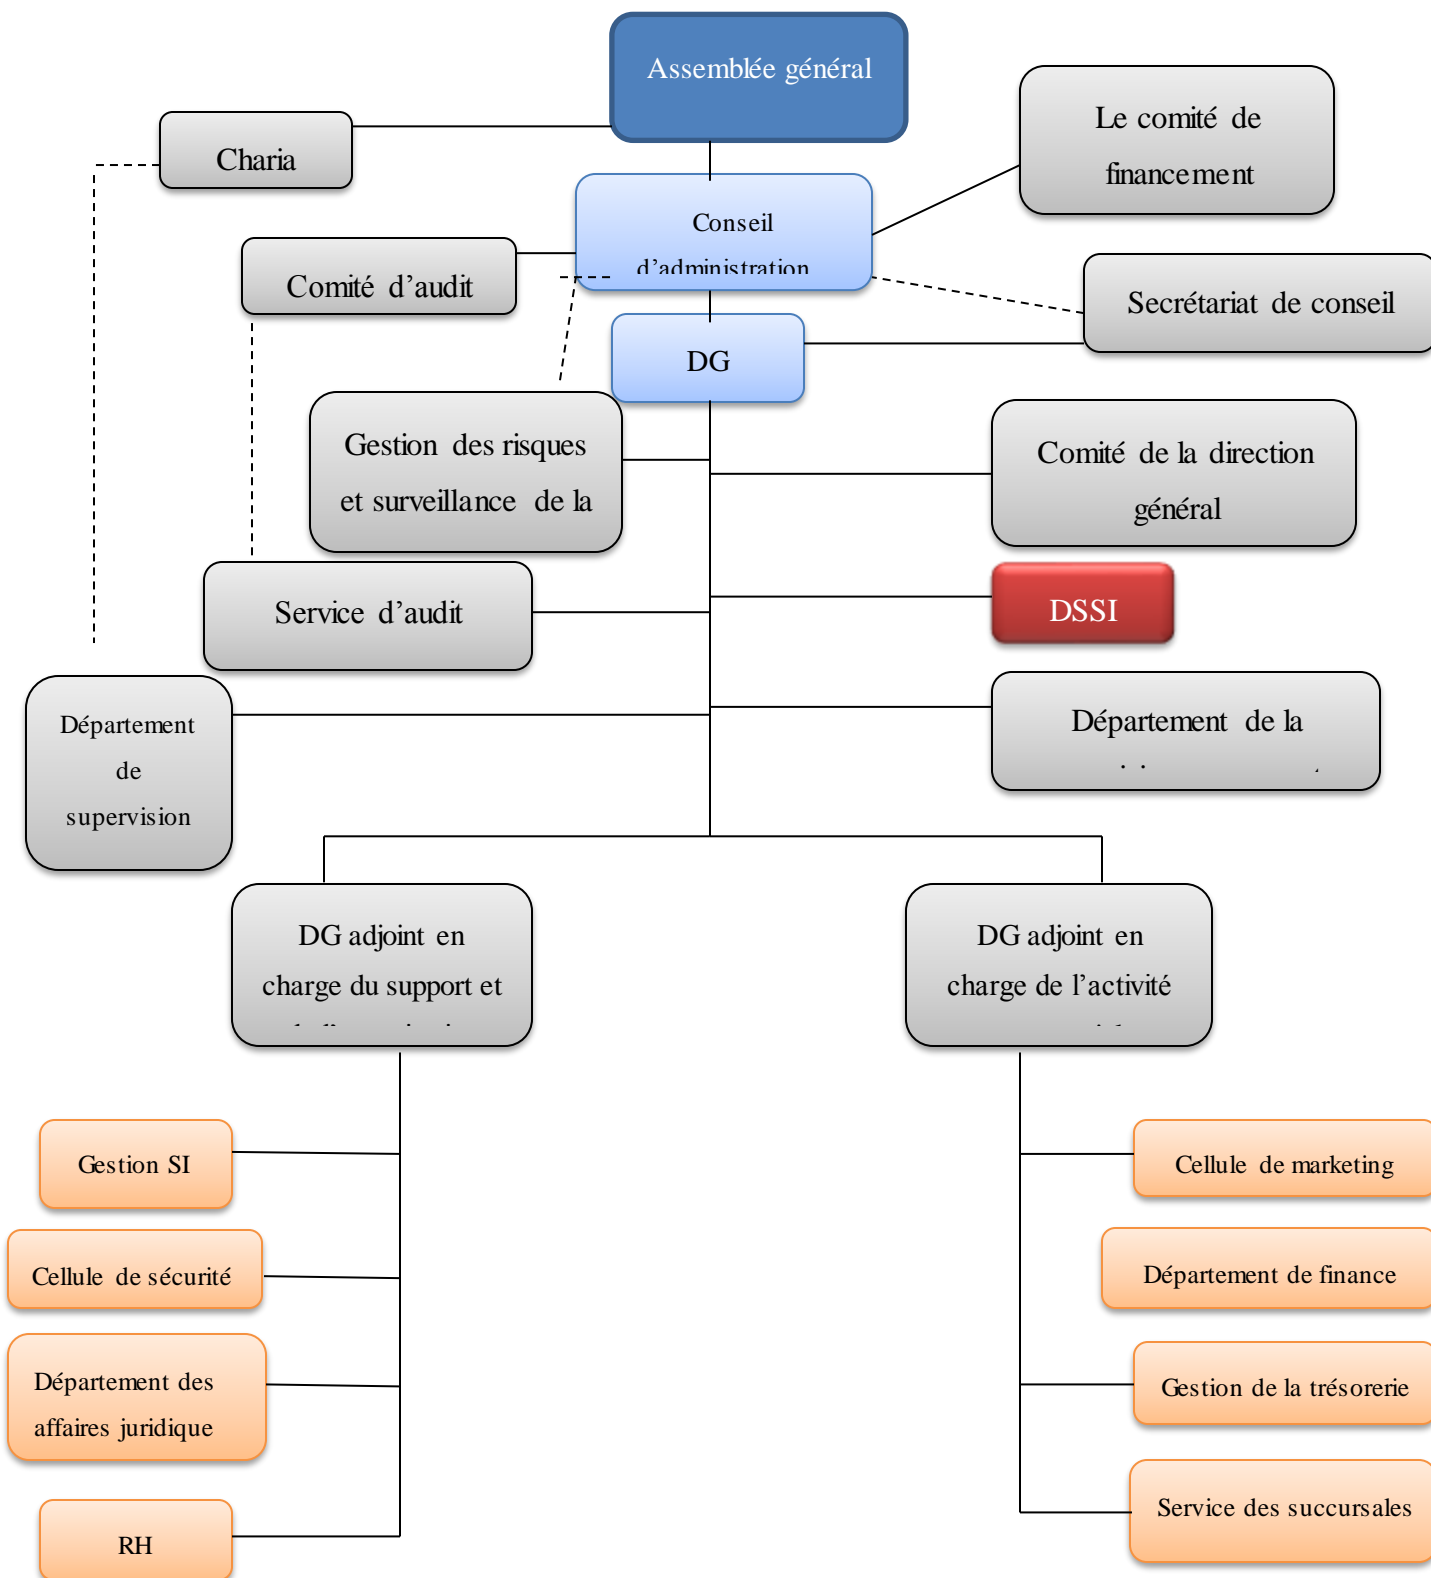 Assemblée général
Le comité de
financement
Charia
Conseil
d’administration
Comité d’audit
Secrétariat de conseil
DG
Gestion des risques
et surveillance de la
Comité de la direction
général
Service d’audit
DSSI
Département
de
supervision
Département de la
DG adjoint en
charge du support et
DG adjoint en
charge de l’activité
Gestion SI
Cellule de sécurité
Département des
affaires juridique
RH
Cellule de marketing
Département de finance
Gestion de la trésorerie
Service des succursales